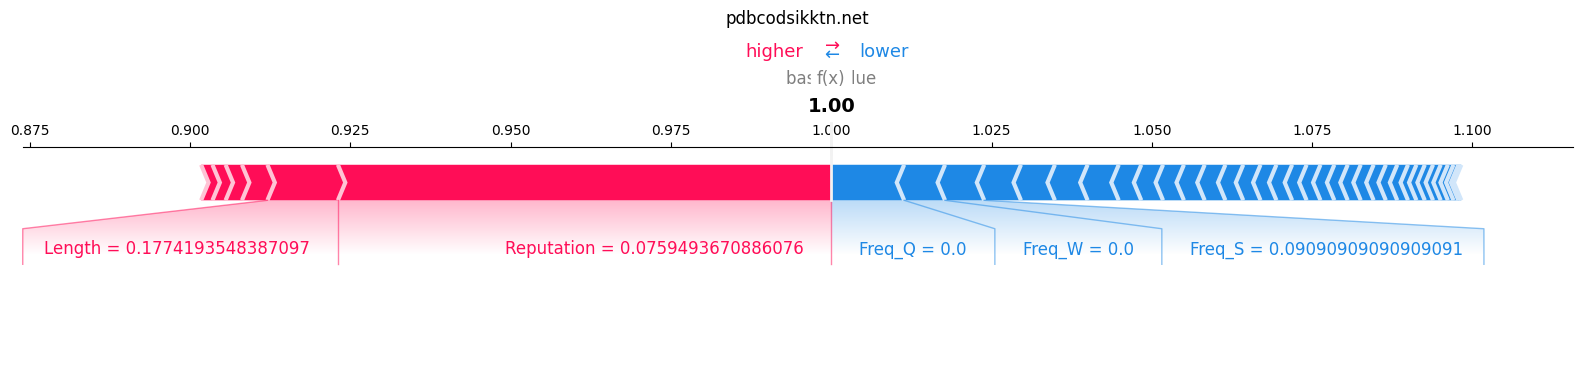 pdbcodsikktn.net
higher ⇄ lower
bas f(x) lue
1.00
0.875 0.900 0.925 0.950 0.975 1.000 1.025 1.050 1.075 1.100
Length = 0.1774193548387097 Reputation = 0.0759493670886076 Freq_Q = 0.0 Freq_W = 0.0 Freq_S = 0.09090909090909091